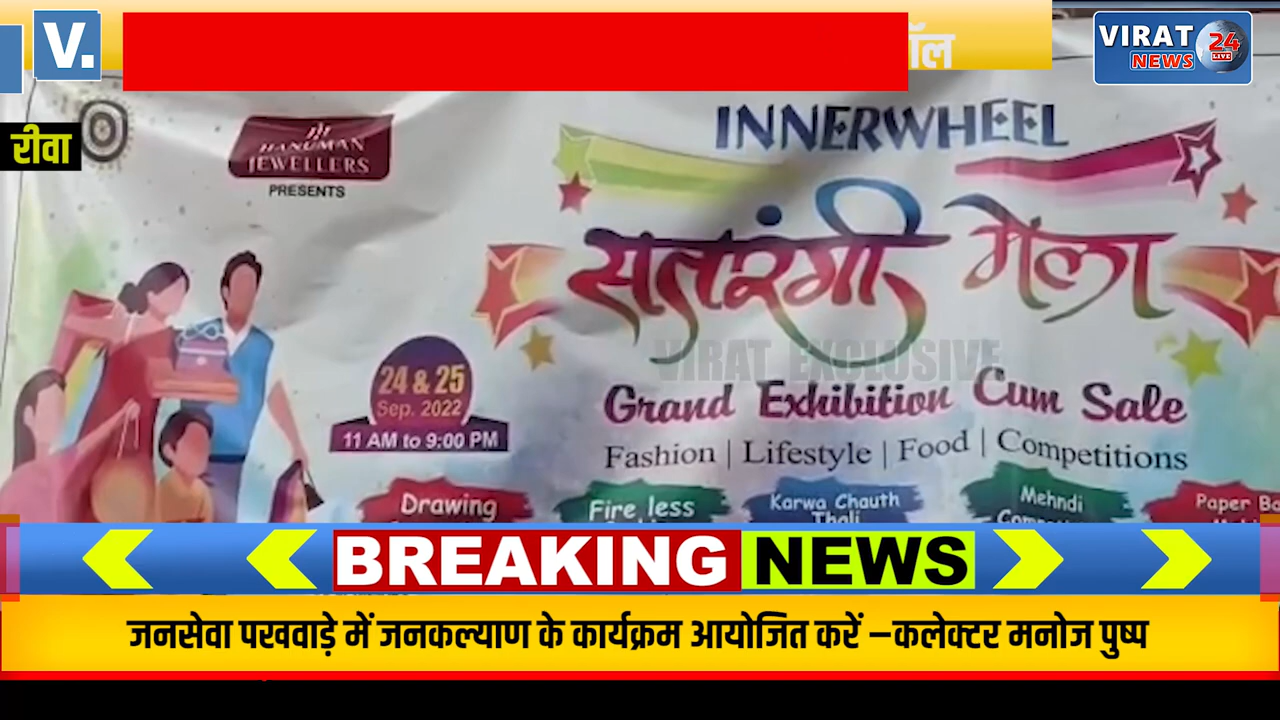 V.
ॉल
VIRAT
NEWS 24
LIVE
रीवा
HANUMAN
JEWELLERS
PRESENTS
INNERWHEEL
सतरंगी मेला
VIRAT EXCLUSIVE
24 & 25
Sep. 2022
11 AM to 9:00 PM
Grand Exhibition Cum Sale
Fashion | Lifestyle | Food | Competitions
Drawing
Fire less
Karwa Chauth
Thali
Mehndi
Paper
BREAKING NEWS
जनसेवा पखवाड़े में जनकल्याण के कार्यक्रम आयोजित करें –कलेक्टर मनोज पुष्प